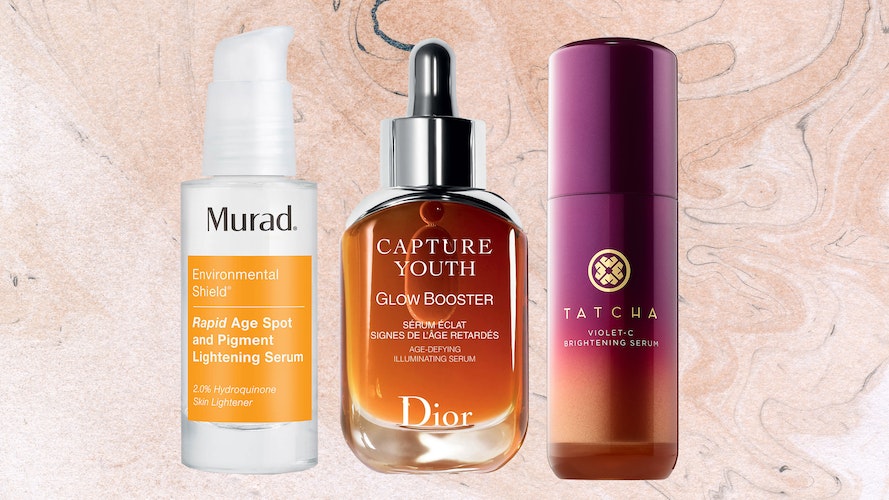 Murad®
Environmental
Shield®
Rapid Age Spot
and Pigment
Lightening Serum
2.0% Hydroquinone
Skin Lightener
CAPTURE
YOUTH
GLOW BOOSTER
SÉRUM ÉCLAT
SIGNES DE L'ÂGE RETARDÉS
AGE-DEFYING
ILLUMINATING SERUM
Dior
TATCHA
VIOLET-C
BRIGHTENING SERUM